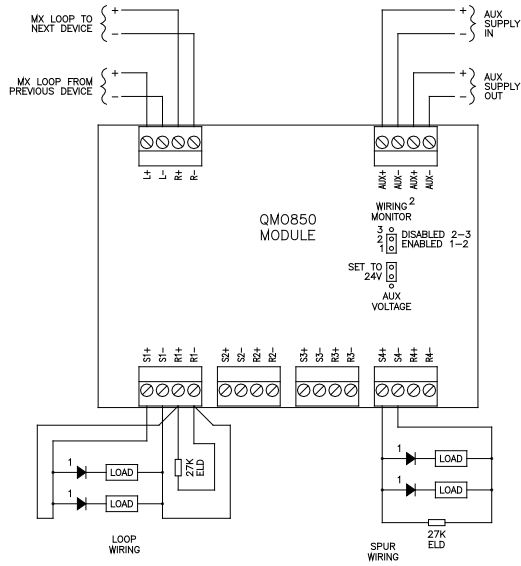 MX LOOP TO
NEXT DEVICE
+
-
MX LOOP FROM
PREVIOUS DEVICE
+
-
+
-
AUX
SUPPLY
IN
+
-
AUX
SUPPLY
OUT
L+
L-
R+
R-
AUX+
AUX-
AUX+
AUX-
QMO850
MODULE
WIRING 2
MONITOR
3
2
1
DISABLED 2-3
ENABLED 1-2
SET TO
24V
AUX
VOLTAGE
S1+
S1-
R1+
R1-
S2+
S2-
R2+
R2-
S3+
S3-
R3+
R3-
S4+
S4-
R4+
R4-
1
LOAD
1
LOAD
27K
ELD
LOOP
WIRING
1
LOAD
1
LOAD
27K
ELD
SPUR
WIRING